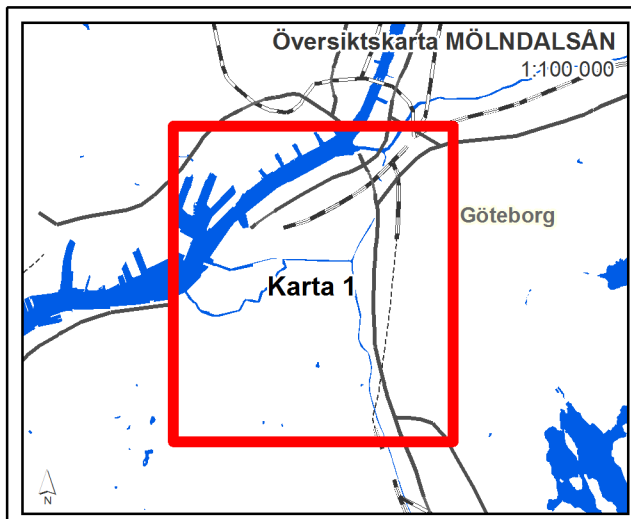 Översiktskarta MÖLNDALSÅN
1:100 000
Göteborg
Karta 1
N